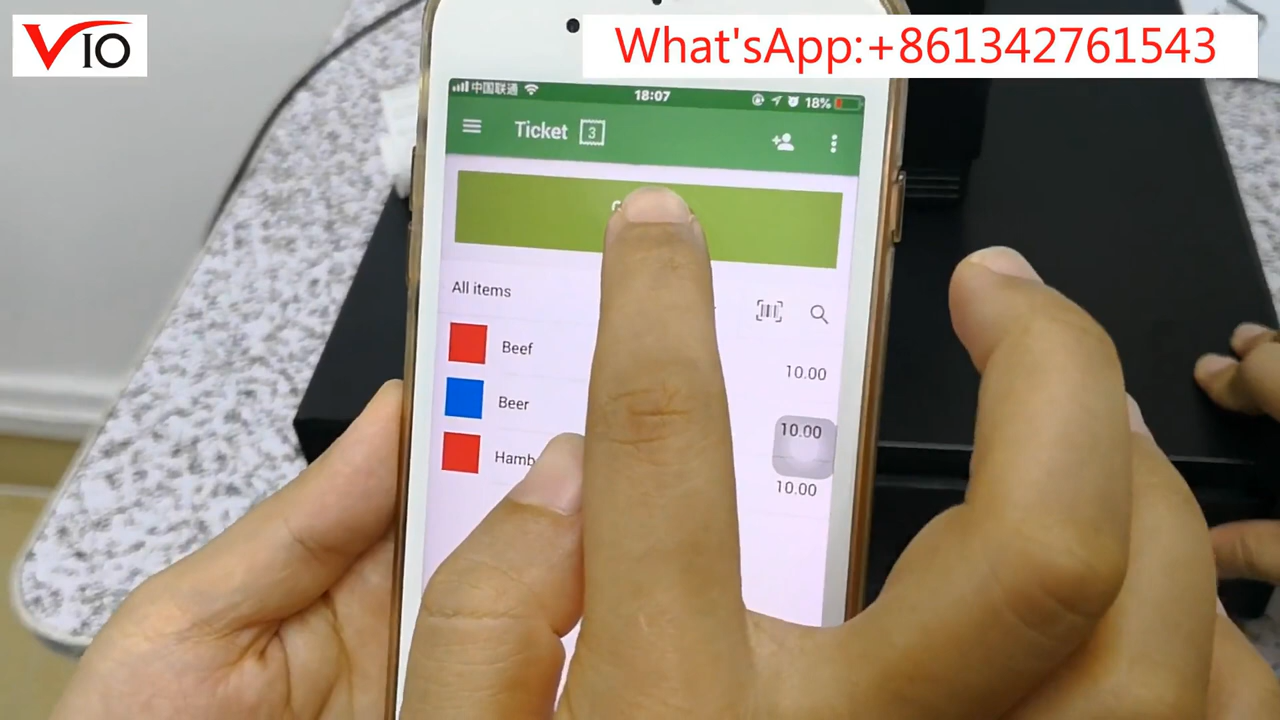 VIO
What'sApp:+861342761543
中国联通
18:07
18%
Ticket 3
All items
Beef
10.00
Beer
10.00
10.00